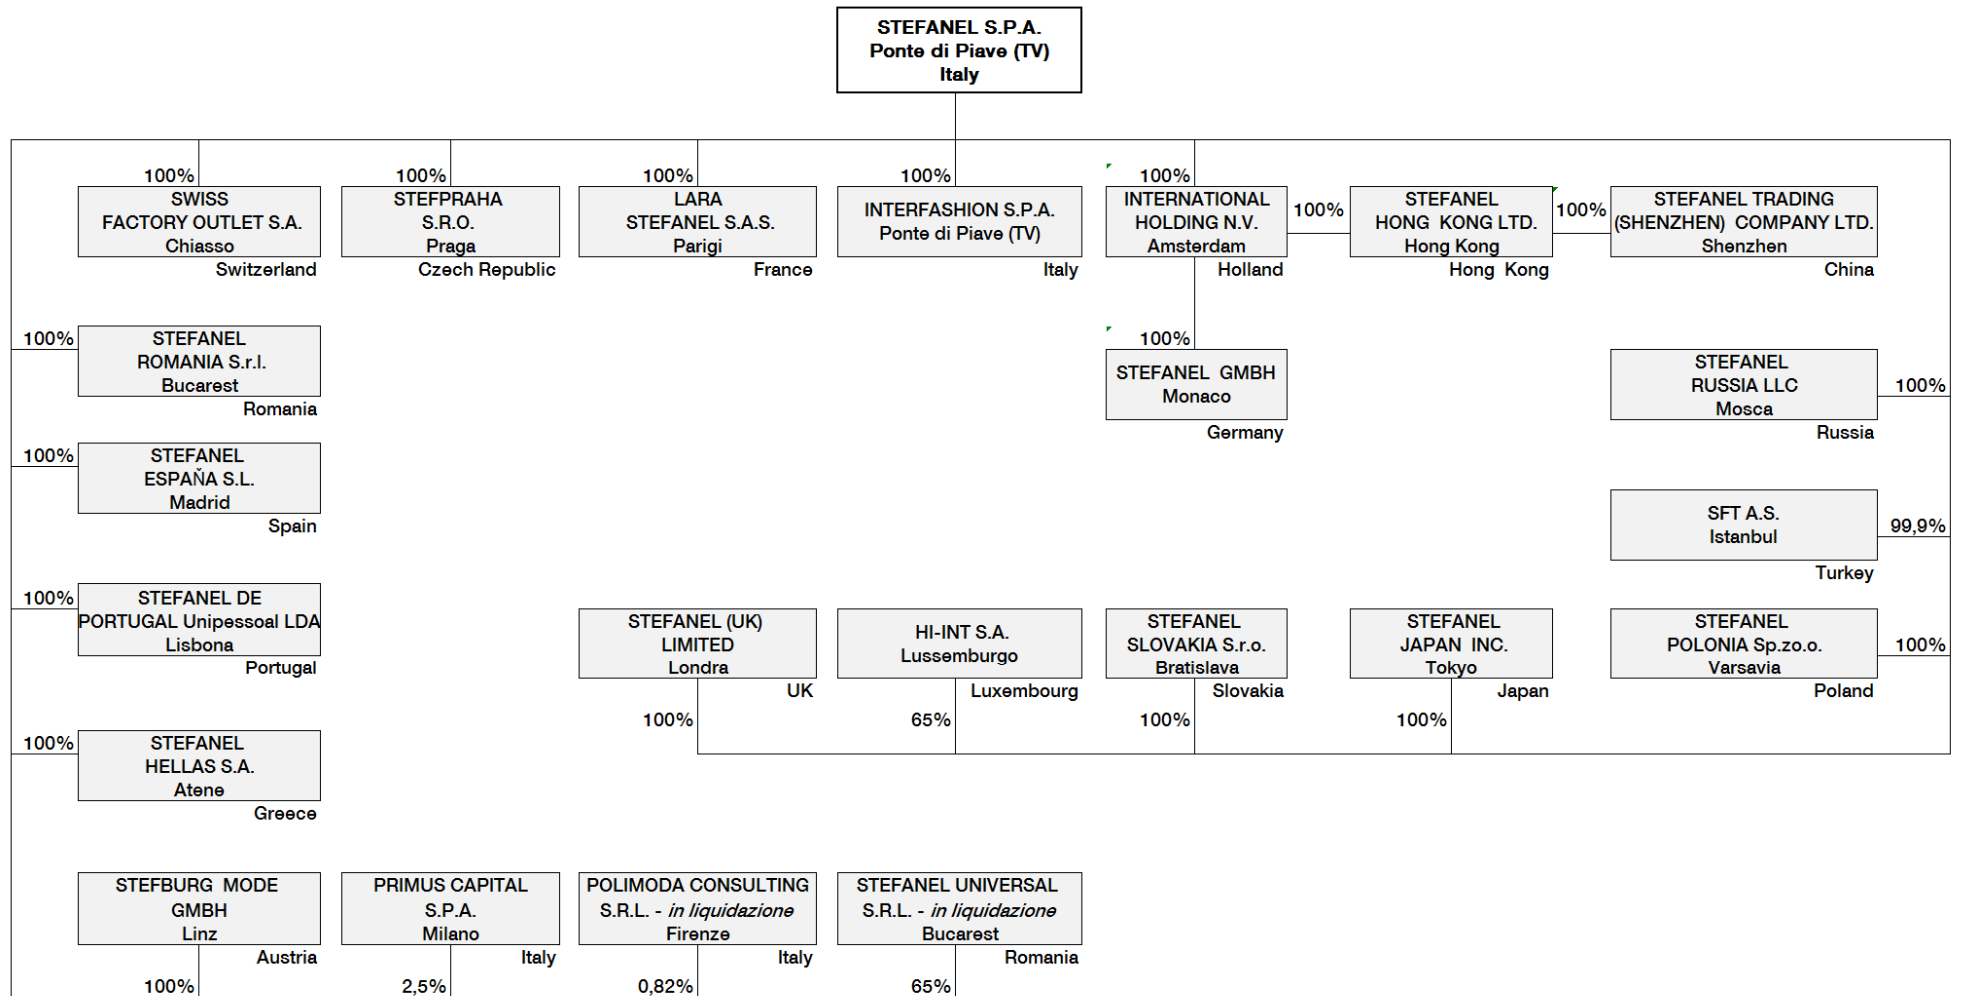 STEFANEL S.P.A.
Ponte di Piave (TV)
Italy
100%
SWISS
FACTORY OUTLET S.A.
Chiasso
Switzerland
100%
STEFPRAHA
S.R.O.
Praga
Czech Republic
100%
LARA
STEFANEL S.A.S.
Parigi
France
100%
INTERFASHION S.P.A.
Ponte di Piave (TV)
Italy
100%
INTERNATIONAL
HOLDING N.V.
Amsterdam
Holland
100%
STEFANEL
HONG KONG LTD.
Hong Kong
Hong Kong
100%
STEFANEL TRADING
(SHENZHEN) COMPANY LTD.
Shenzhen
China
100%
STEFANEL
ROMANIA S.r.l.
Bucarest
Romania
100%
STEFANEL GMBH
Monaco
Germany
STEFANEL
RUSSIA LLC
Mosca
100%
Russia
100%
STEFANEL
ESPAŇA S.L.
Madrid
Spain
SFT A.S.
Istanbul
99,9%
Turkey
100%
STEFANEL DE
PORTUGAL Unipessoal LDA
Lisbona
Portugal
STEFANEL (UK)
LIMITED
Londra
UK
100%
HI-INT S.A.
Lussemburgo
Luxembourg
65%
STEFANEL
SLOVAKIA S.r.o.
Bratislava
Slovakia
100%
STEFANEL
JAPAN INC.
Tokyo
Japan
100%
STEFANEL
POLONIA Sp.zo.o.
Varsavia
100%
Poland
100%
STEFANEL
HELLAS S.A.
Atene
Greece
STEFBURG MODE
GMBH
Linz
Austria
100%
PRIMUS CAPITAL
S.P.A.
Milano
Italy
2,5%
POLIMODA CONSULTING
S.R.L. - in liquidazione
Firenze
Italy
0,82%
STEFANEL UNIVERSAL
S.R.L. - in liquidazione
Bucarest
Romania
65%